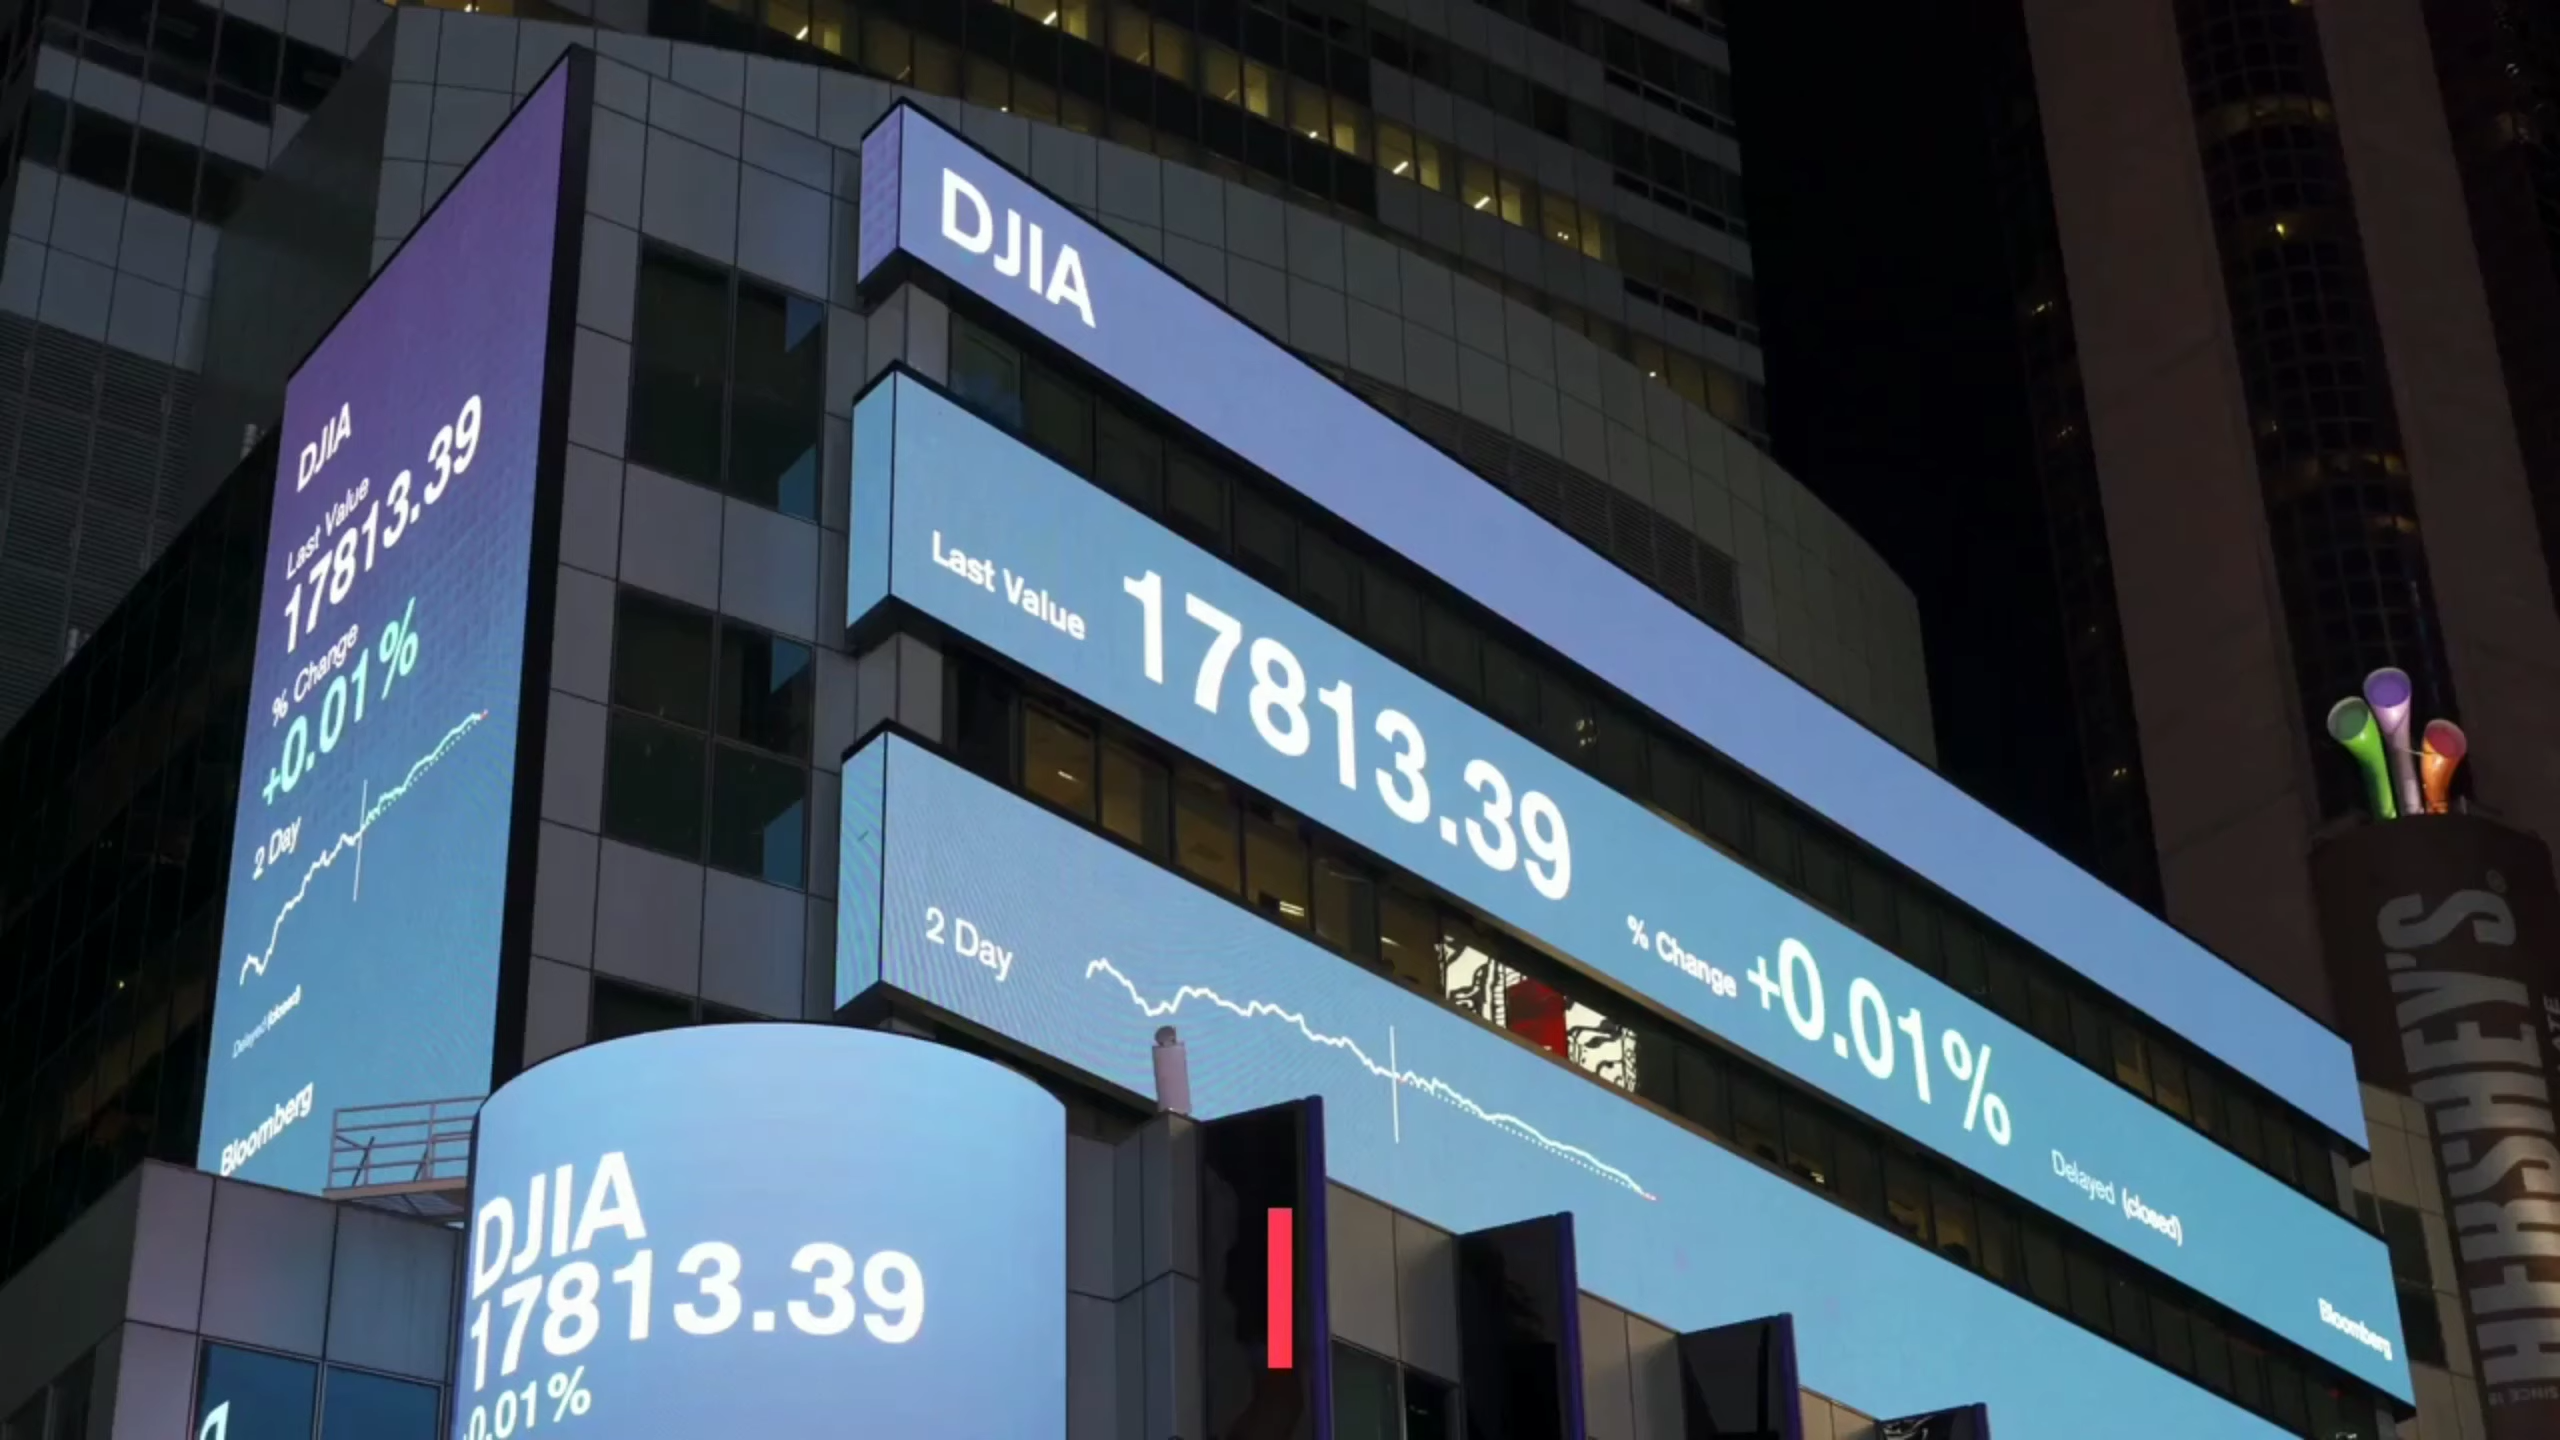 DJIA
Last Value
17813.39
% Change
+0.01%
2 Day
Delayed (closed)
Bloomberg
DJIA
Last Value 17813.39 % Change +0.01% Delayed (closed) Bloomberg
2 Day
DJIA
17813.39
0.01%
HERSHEY'S